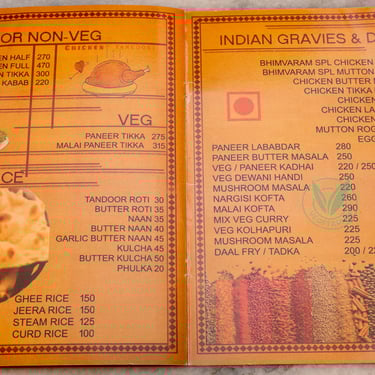 OR NON-VEG
CHICKEN TANDOORI
EN HALF 270
EN FULL 470
N TIKKA 300
KABAB 220
VEG
PANEER TIKKA 275
MALAI PANEER TIKKA 315
ICE
TANDOOR ROTI 30
BUTTER ROTI 35
NAAN 35
BUTTER NAAN 40
GARLIC BUTTER NAAN 45
KULCHA 45
BUTTER KULCHA 50
PHULKA 20
GHEE RICE 150
JEERA RICE 150
STEAM RICE 125
CURD RICE 100
INDIAN GRAVIES & D
BHIMVARAM SPL CHICKEN
BHIMVARAM SPL MUTTON
CHICKEN BUTTER M
CHICKEN TIKKA
CHICKEN
CHICKEN LA
CHICKEN
MUTTON ROG
EGG
PANEER LABABDAR 280
PANEER BUTTER MASALA 250
VEG / PANEER KADHAI 220 / 250
VEG DEWANI HANDI 250
MUSHROOM MASALA 220
NARGISI KOFTA 260
MALAI KOFTA 290
MIX VEG CURRY 225
VEG KOLHAPURI 225
MUSHROOM MASALA 225
DAAL FRY / TADKA 200 / 22